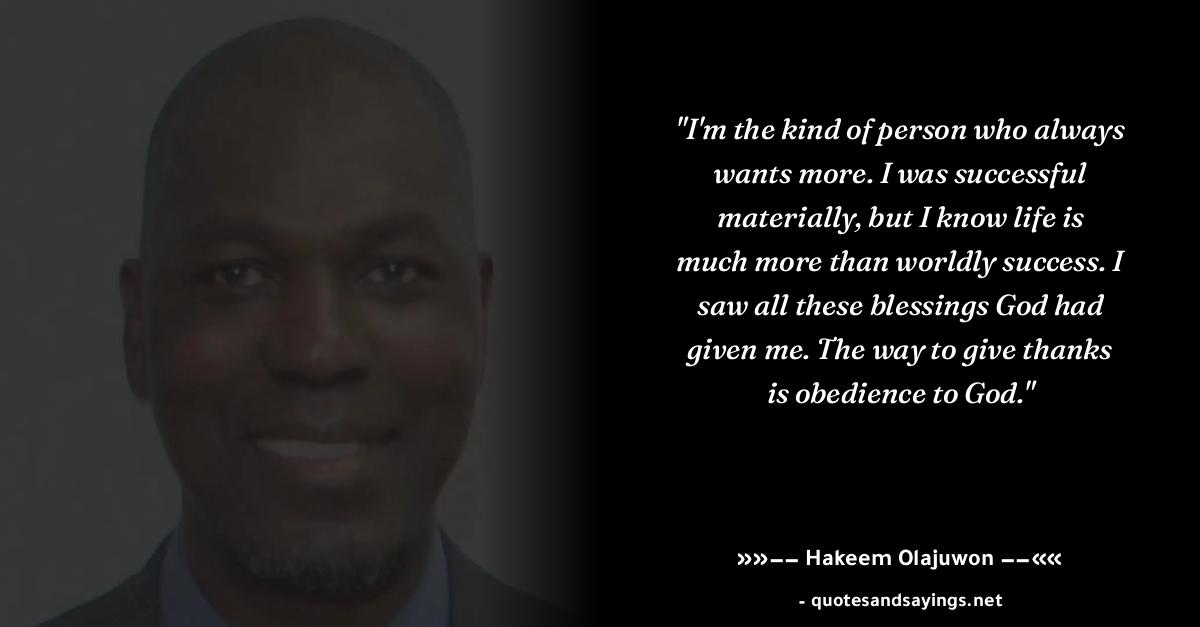 "I'm the kind of person who always
wants more. I was successful
materially, but I know life is
much more than worldly success. I
saw all these blessings God had
given me. The way to give thanks
is obedience to God."
»»−− Hakeem Olajuwon −−««
- quotesandsayings.net